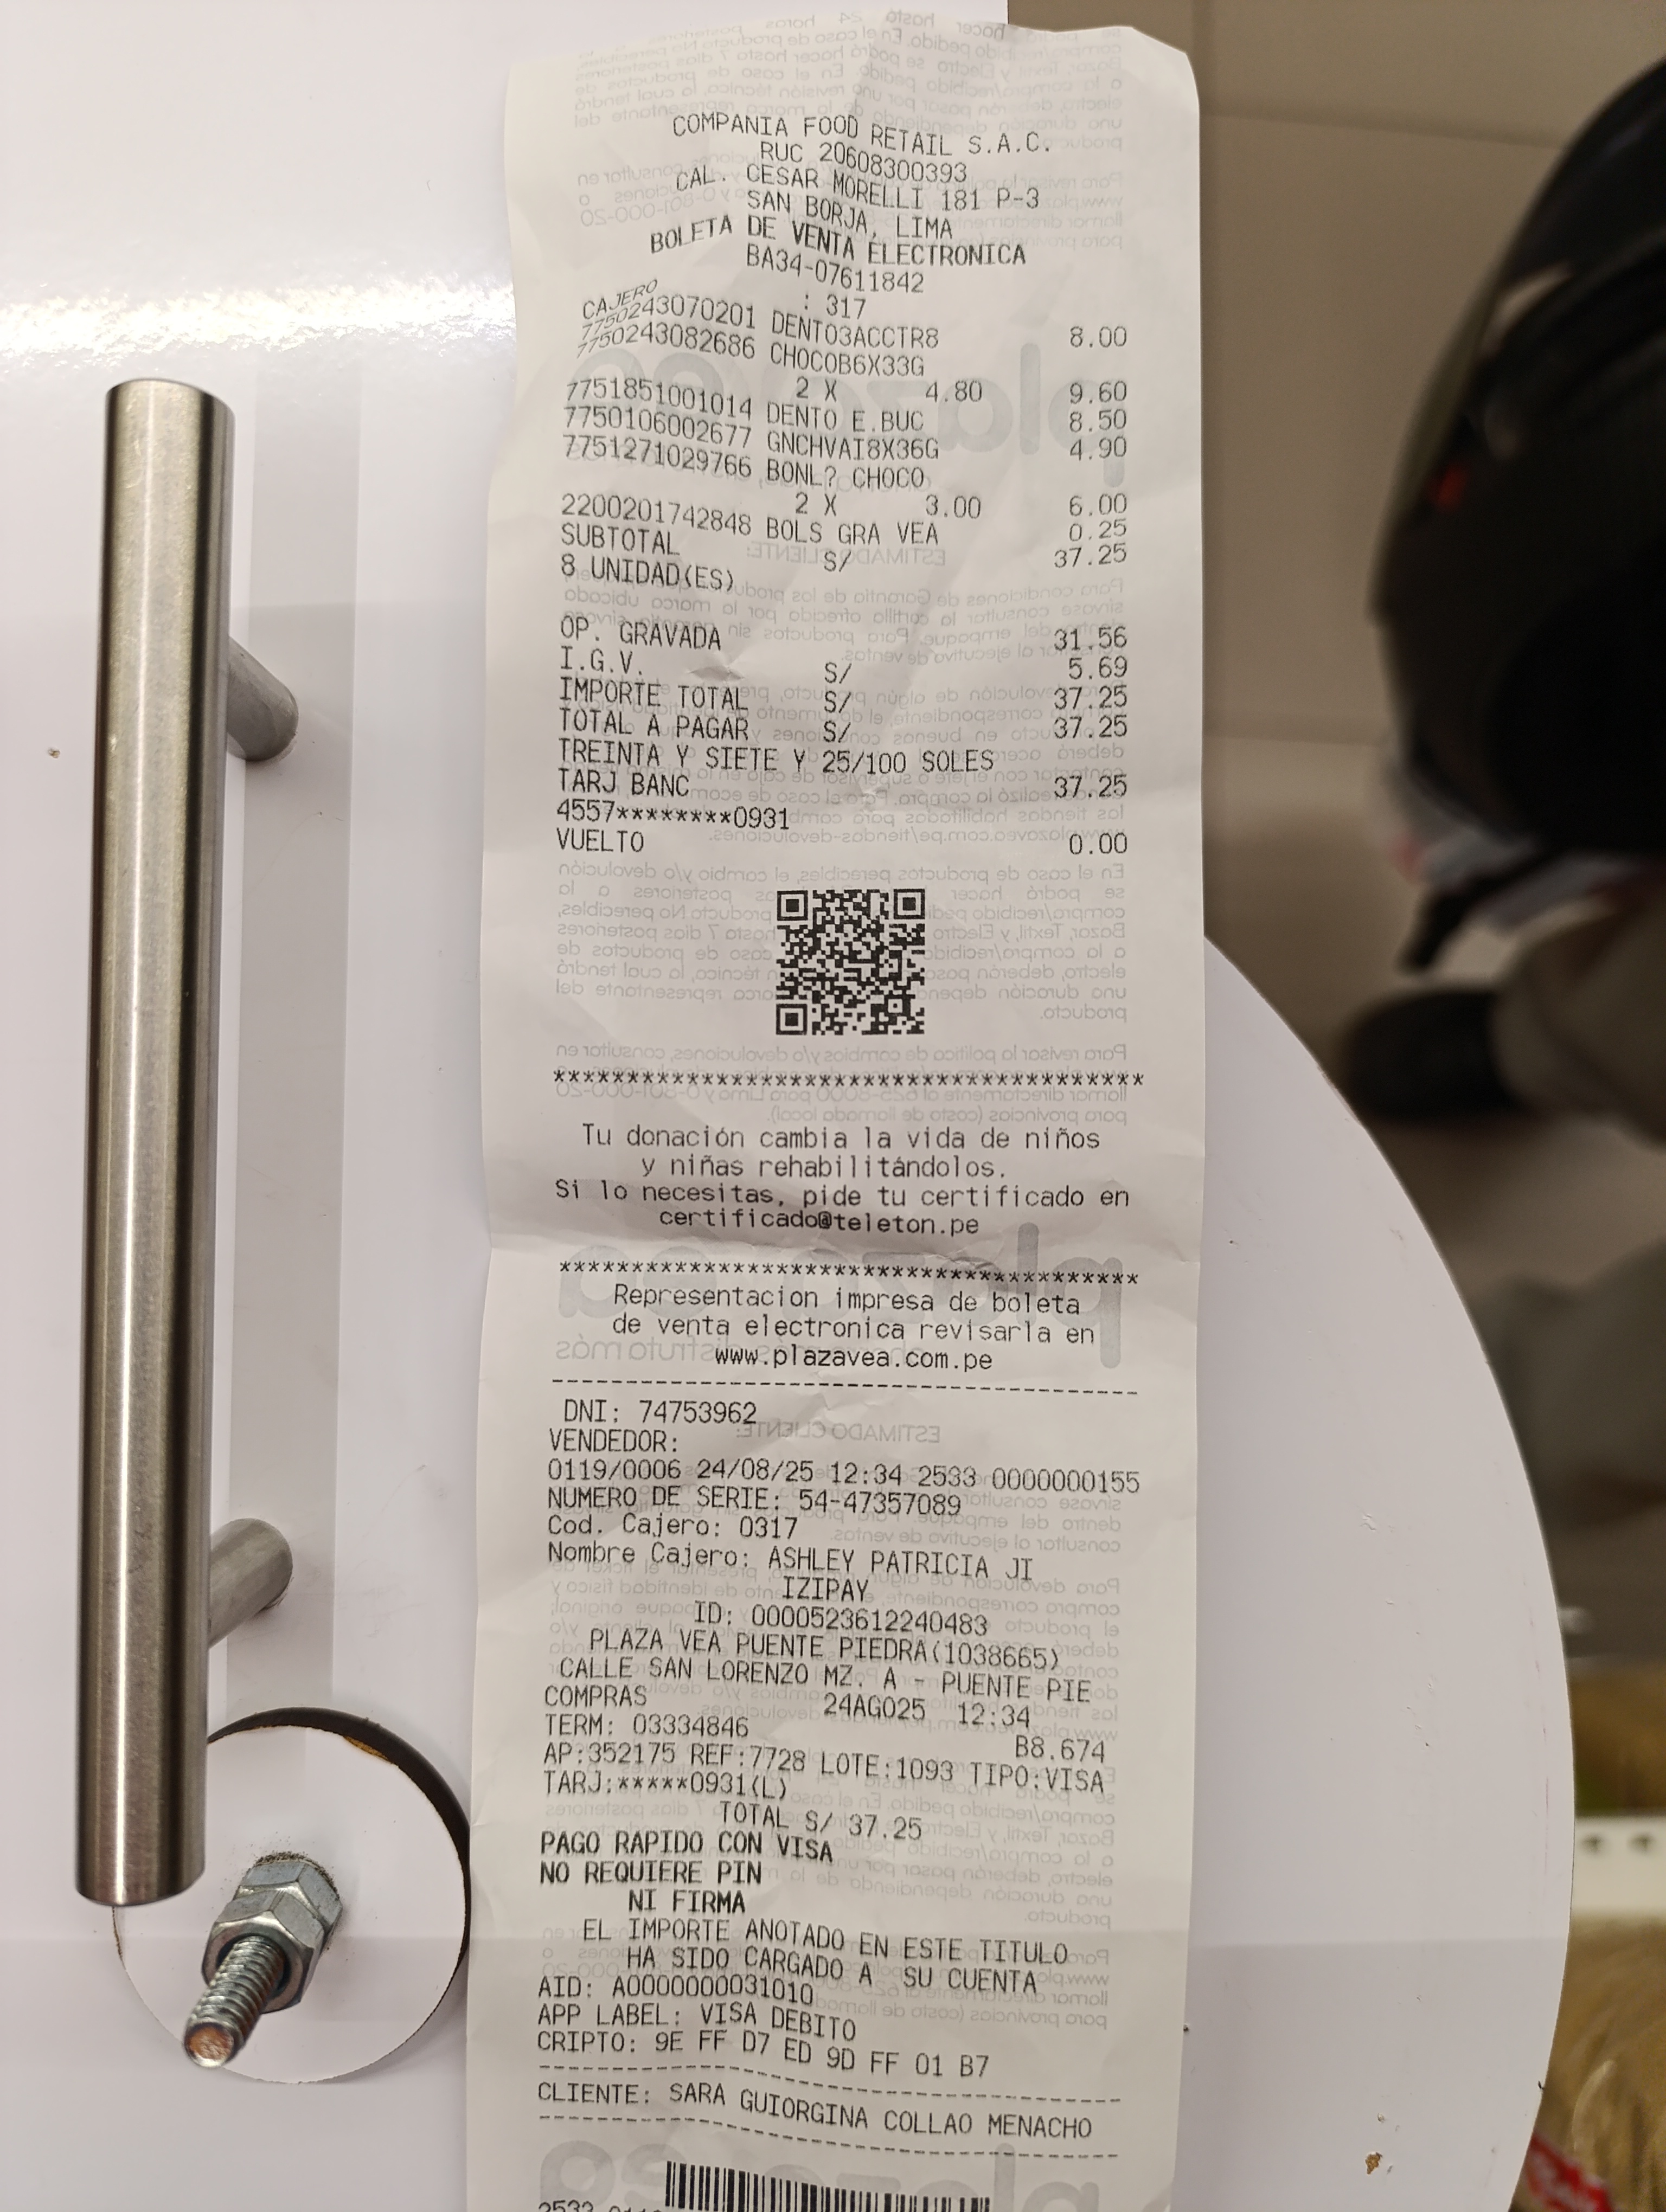 COMPANIA FOOD RETAIL S.A.C.
RUC 20608300393
CAL. CESAR MORELLI 181 P-3
SAN BORJA, LIMA
BOLETA DE VENTA ELECTRONICA
BA34-07611842
CAJERO : 317
7750243070201 DENTO3ACCTR8 8.00
7750243082686 CHOCOB6X33G
2 X 4.80 9.60
7751851001014 DENTO E.BUC 8.50
7750106002677 GNCHVAI8X36G 4.90
7751271029766 BONL? CHOCO
2 X 3.00 6.00
2200201742848 BOLS GRA VEA 0.25
SUBTOTAL S/ 37.25
8 UNIDAD(ES)
OP. GRAVADA 31.56
I.G.V. S/ 5.69
IMPORTE TOTAL S/ 37.25
TOTAL A PAGAR S/ 37.25
TREINTA Y SIETE Y 25/100 SOLES
TARJ BANC 37.25
4557********0931
VUELTO 0.00
****************************************
Tu donación cambia la vida de niños
y niñas rehabilitándolos.
Si lo necesitas, pide tu certificado en
certificado@teleton.pe
****************************************
Representacion impresa de boleta
de venta electronica revisarla en
www.plazavea.com.pe
----------------------------------------
DNI: 74753962
VENDEDOR:
0119/0006 24/08/25 12:34 2533 0000000155
NUMERO DE SERIE: 54-47357089
Cod. Cajero: 0317
Nombre Cajero: ASHLEY PATRICIA JI
IZIPAY
ID: 0000523612240483
PLAZA VEA PUENTE PIEDRA(1038665)
CALLE SAN LORENZO MZ. A - PUENTE PIE
COMPRAS 24AGO25 12:34
TERM: 03334846 B8.674
AP:352175 REF:7728 LOTE:1093 TIPO:VISA
TARJ:*****0931(L)
TOTAL S/ 37.25
PAGO RAPIDO CON VISA
NO REQUIERE PIN
NI FIRMA
EL IMPORTE ANOTADO EN ESTE TITULO
HA SIDO CARGADO A SU CUENTA
AID: A0000000031010
APP LABEL: VISA DEBITO
CRIPTO: 9E FF D7 ED 9D FF 01 B7
----------------------------------------
CLIENTE: SARA GUIORGINA COLLAO MENACHO
----------------------------------------